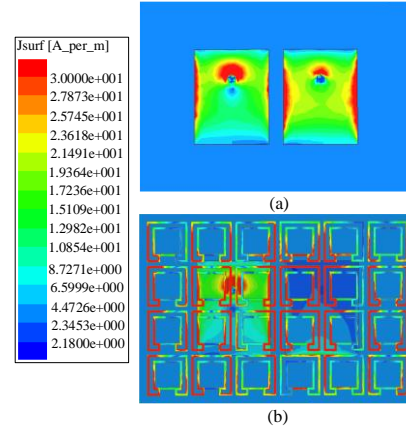 Jsurf [A_per_m]
3.0000e+001
2.7873e+001
2.5745e+001
2.3618e+001
2.1491e+001
1.9364e+001
1.7236e+001
1.5109e+001
1.2982e+001
1.0854e+001
8.7271e+000
6.5999e+000
4.4726e+000
2.3453e+000
2.1800e+000
(a)
(b)